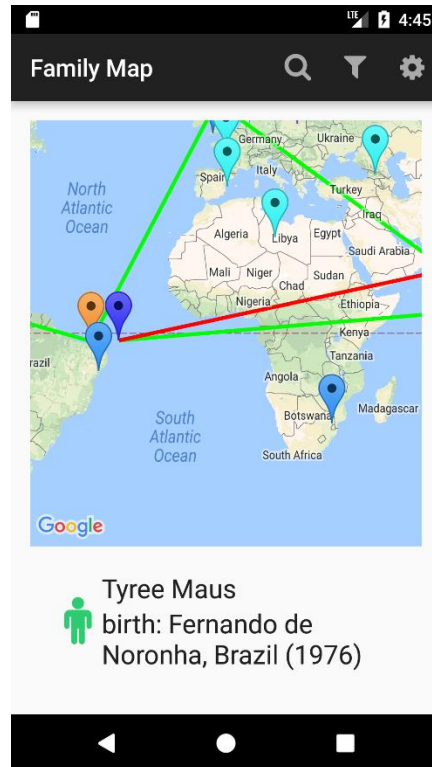 LTE 4:45
Family Map
Germany
Ukraine
Spain
Italy
Turkey
North
Atlantic
Ocean
Iraq
Algeria
Libya
Egypt
Saudi Arabia
Mali
Niger
Chad
Sudan
Nigeria
Ethiopia
Kenya
razil
Tanzania
Angola
South
Atlantic
Ocean
Botswana
Madagascar
South Africa
Google
Tyree Maus
birth: Fernando de
Noronha, Brazil (1976)